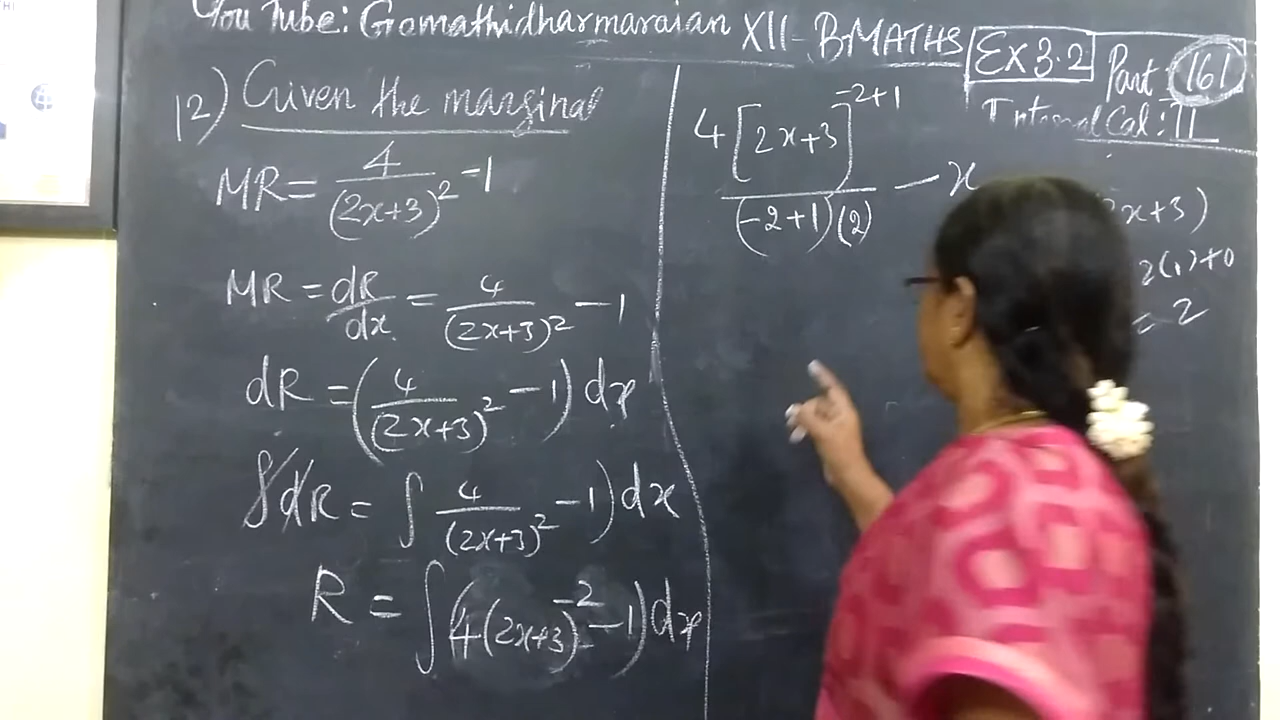 You Tube: Gomathidharmaraian XII - B.MATHS
Ex 3.2
Part: 161
Integral Cal: II
12) Given the marginal
MR = 4/(2x+3)² -1
MR = dR/dx = 4/(2x+3)² - 1
dR = (4/(2x+3)² - 1) dx
∫dR = ∫ 4/(2x+3)² - 1) dx
R = ∫(4(2x+3)⁻² - 1) dx
4[2x+3]⁻²⁺¹/(-2+1)(2) - x
2x+3)
2(1)+0
= 2